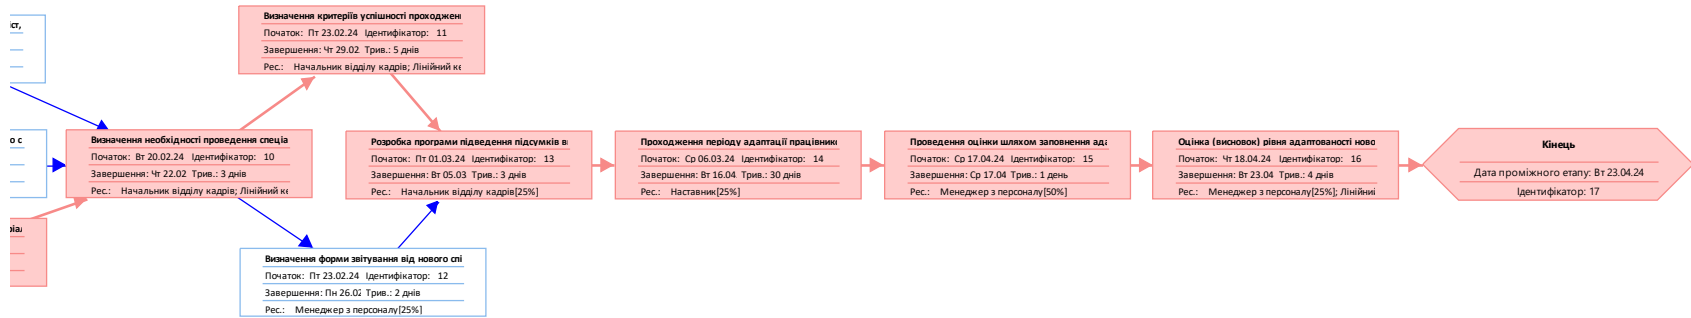 іст,
о с
ріал
Визначення критеріїв успішності проходженн
Початок: Пт 23.02.24 Ідентифікатор: 11
Завершення: Чт 29.02 Трив.: 5 днів
Рес.: Начальник відділу кадрів; Лінійний ке
Визначення необхідності проведення спеціа
Початок: Вт 20.02.24 Ідентифікатор: 10
Завершення: Чт 22.02 Трив.: 3 днів
Рес.: Начальник відділу кадрів; Лінійний ке
Визначення форми звітування від нового спі
Початок: Пт 23.02.24 Ідентифікатор: 12
Завершення: Пн 26.02 Трив.: 2 днів
Рес.: Менеджер з персоналу[25%]
Розробка програми підведення підсумків ви
Початок: Пт 01.03.24 Ідентифікатор: 13
Завершення: Вт 05.03 Трив.: 3 днів
Рес.: Начальник відділу кадрів[25%]
Проходження періоду адаптації працівнико
Початок: Ср 06.03.24 Ідентифікатор: 14
Завершення: Вт 16.04 Трив.: 30 днів
Рес.: Наставник[25%]
Проведення оцінки шляхом заповнення ада
Початок: Ср 17.04.24 Ідентифікатор: 15
Завершення: Ср 17.04 Трив.: 1 день
Рес.: Менеджер з персоналу[50%]
Оцінка (висновок) рівня адаптованості ново
Початок: Чт 18.04.24 Ідентифікатор: 16
Завершення: Вт 23.04 Трив.: 4 днів
Рес.: Менеджер з персоналу[25%]; Лінійний
Кінець
Дата проміжного етапу: Вт 23.04.24
Ідентифікатор: 17